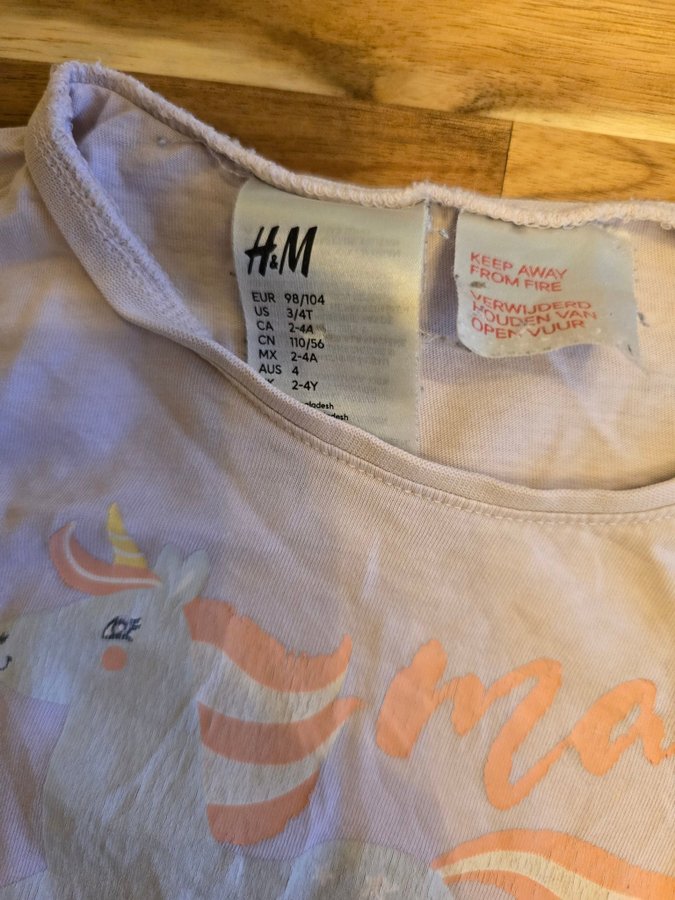 H&M
EUR 98/104
US 3/4T
CA 2-4A
CN 110/56
MX 2-4A
AUS 4
2-4Y
KEEP AWAY
FROM FIRE
VERWIJDERD
HOUDEN VAN
OPEN VUUR
ma